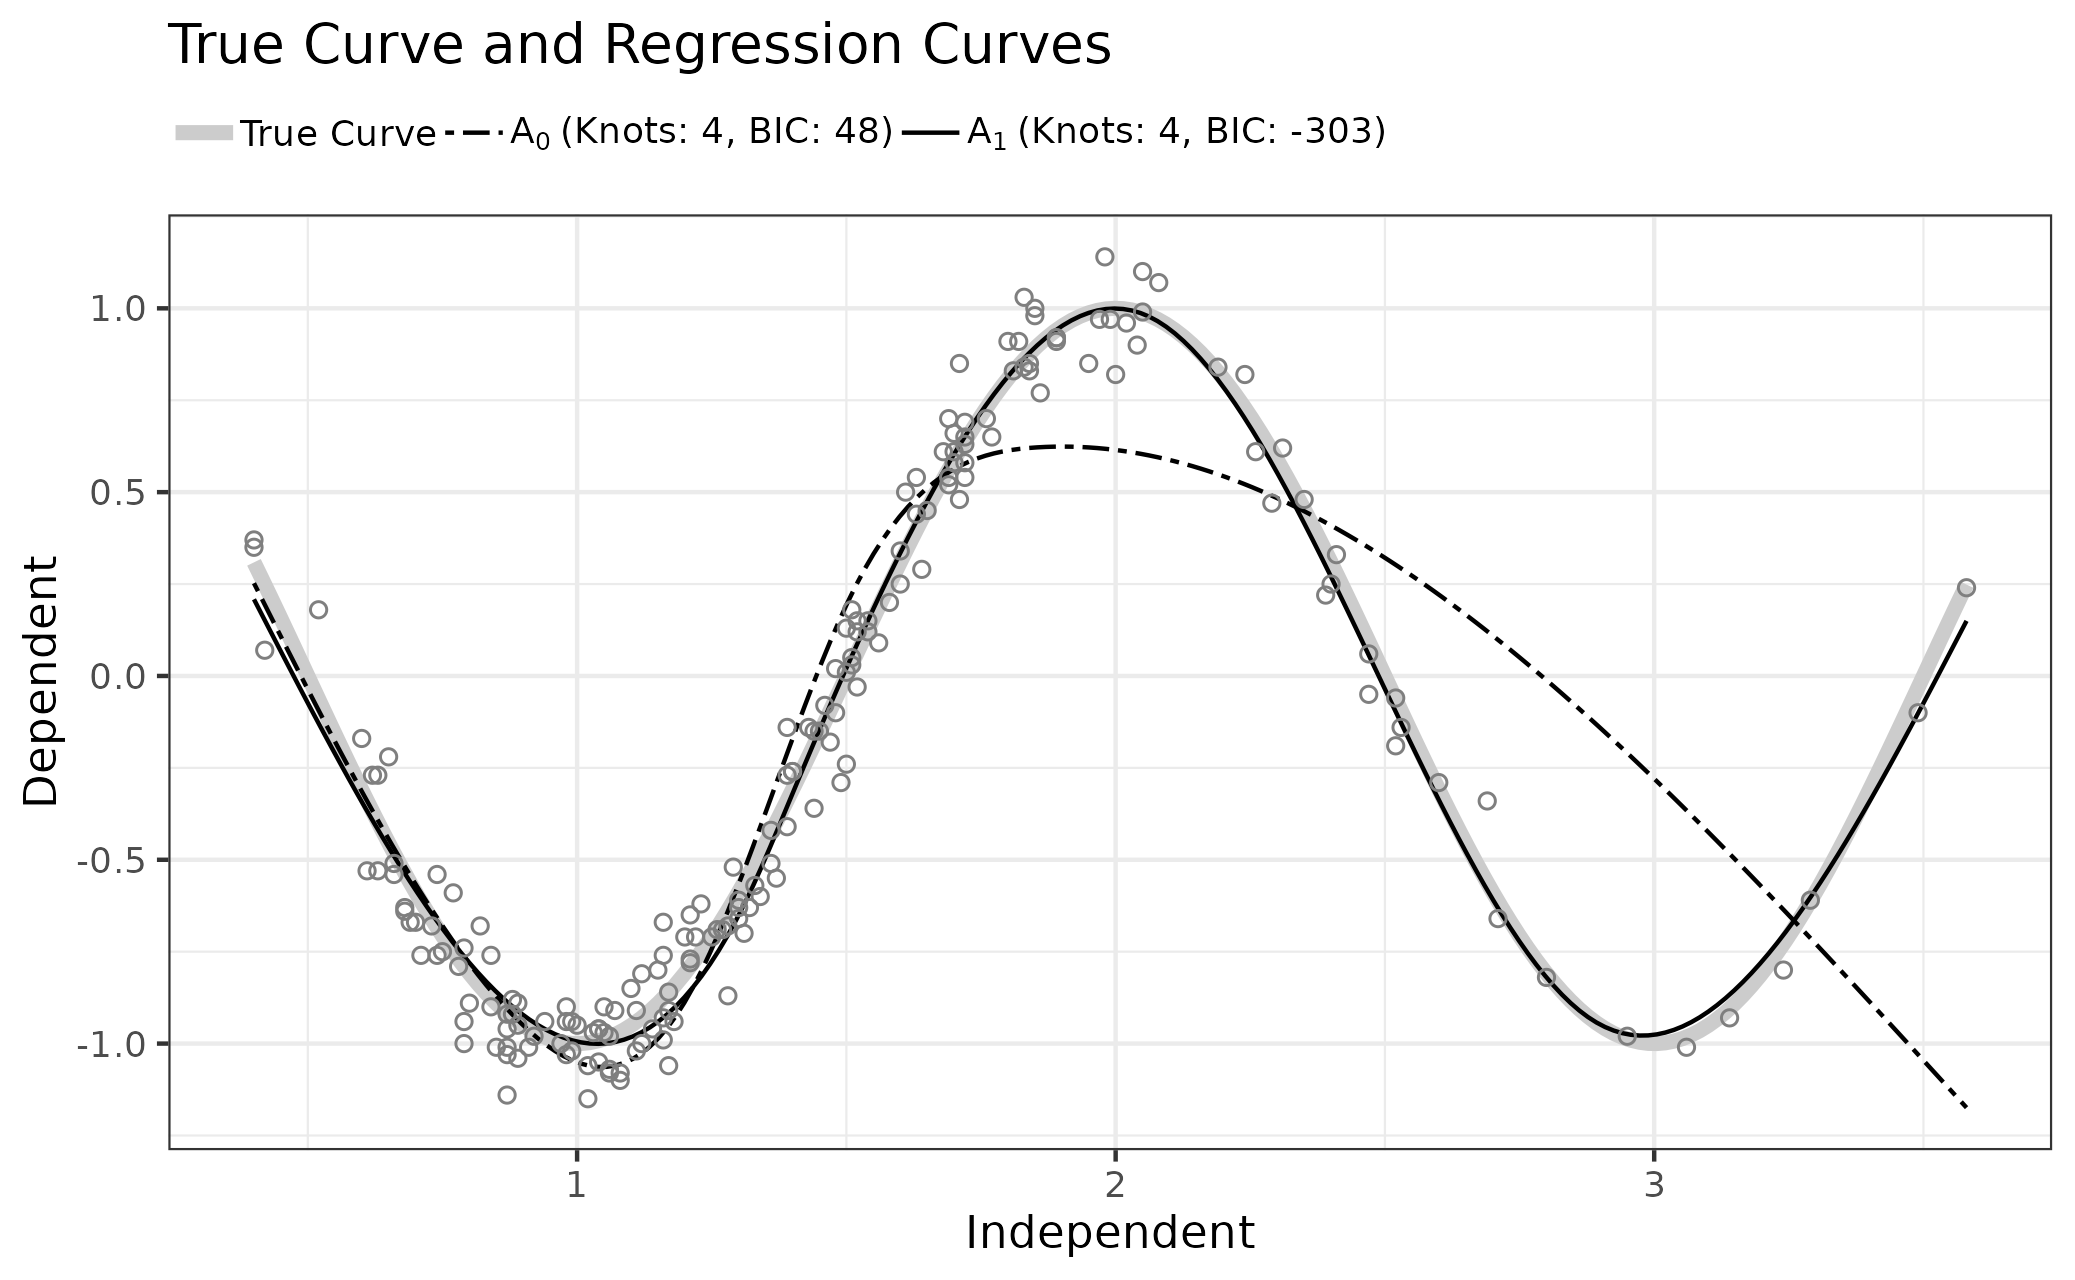 True Curve and Regression Curves
True Curve A₀ (Knots: 4, BIC: 48) A₁ (Knots: 4, BIC: -303)
1.0
0.5
0.0
-0.5
-1.0
Dependent
1 2 3
Independent